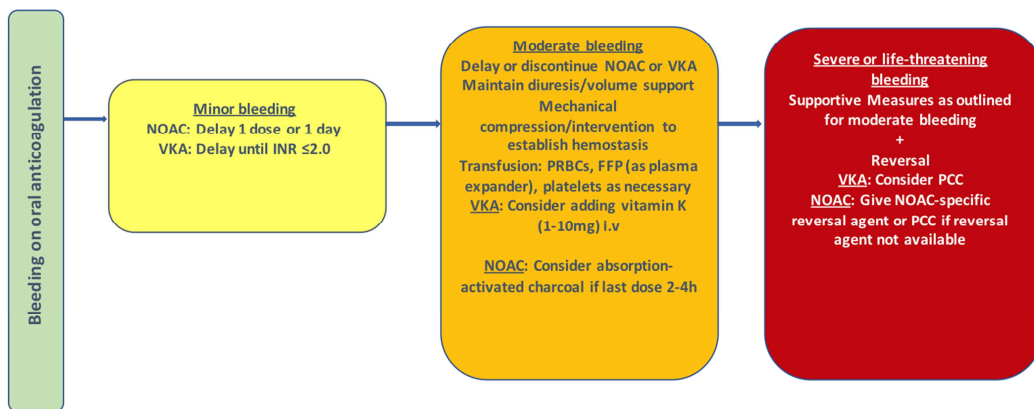 Bleeding on oral anticoagulation
Minor bleeding
NOAC: Delay 1 dose or 1 day
VKA: Delay until INR ≤2.0
Moderate bleeding
Delay or discontinue NOAC or VKA
Maintain diuresis/volume support
Mechanical
compression/intervention to
establish hemostasis
Transfusion: PRBCs, FFP (as plasma
expander), platelets as necessary
VKA: Consider adding vitamin K
(1-10mg) I.v
NOAC: Consider absorption-
activated charcoal if last dose 2-4h
Severe or life-threatening
bleeding
Supportive Measures as outlined
for moderate bleeding
+
Reversal
VKA: Consider PCC
NOAC: Give NOAC-specific
reversal agent or PCC if reversal
agent not available